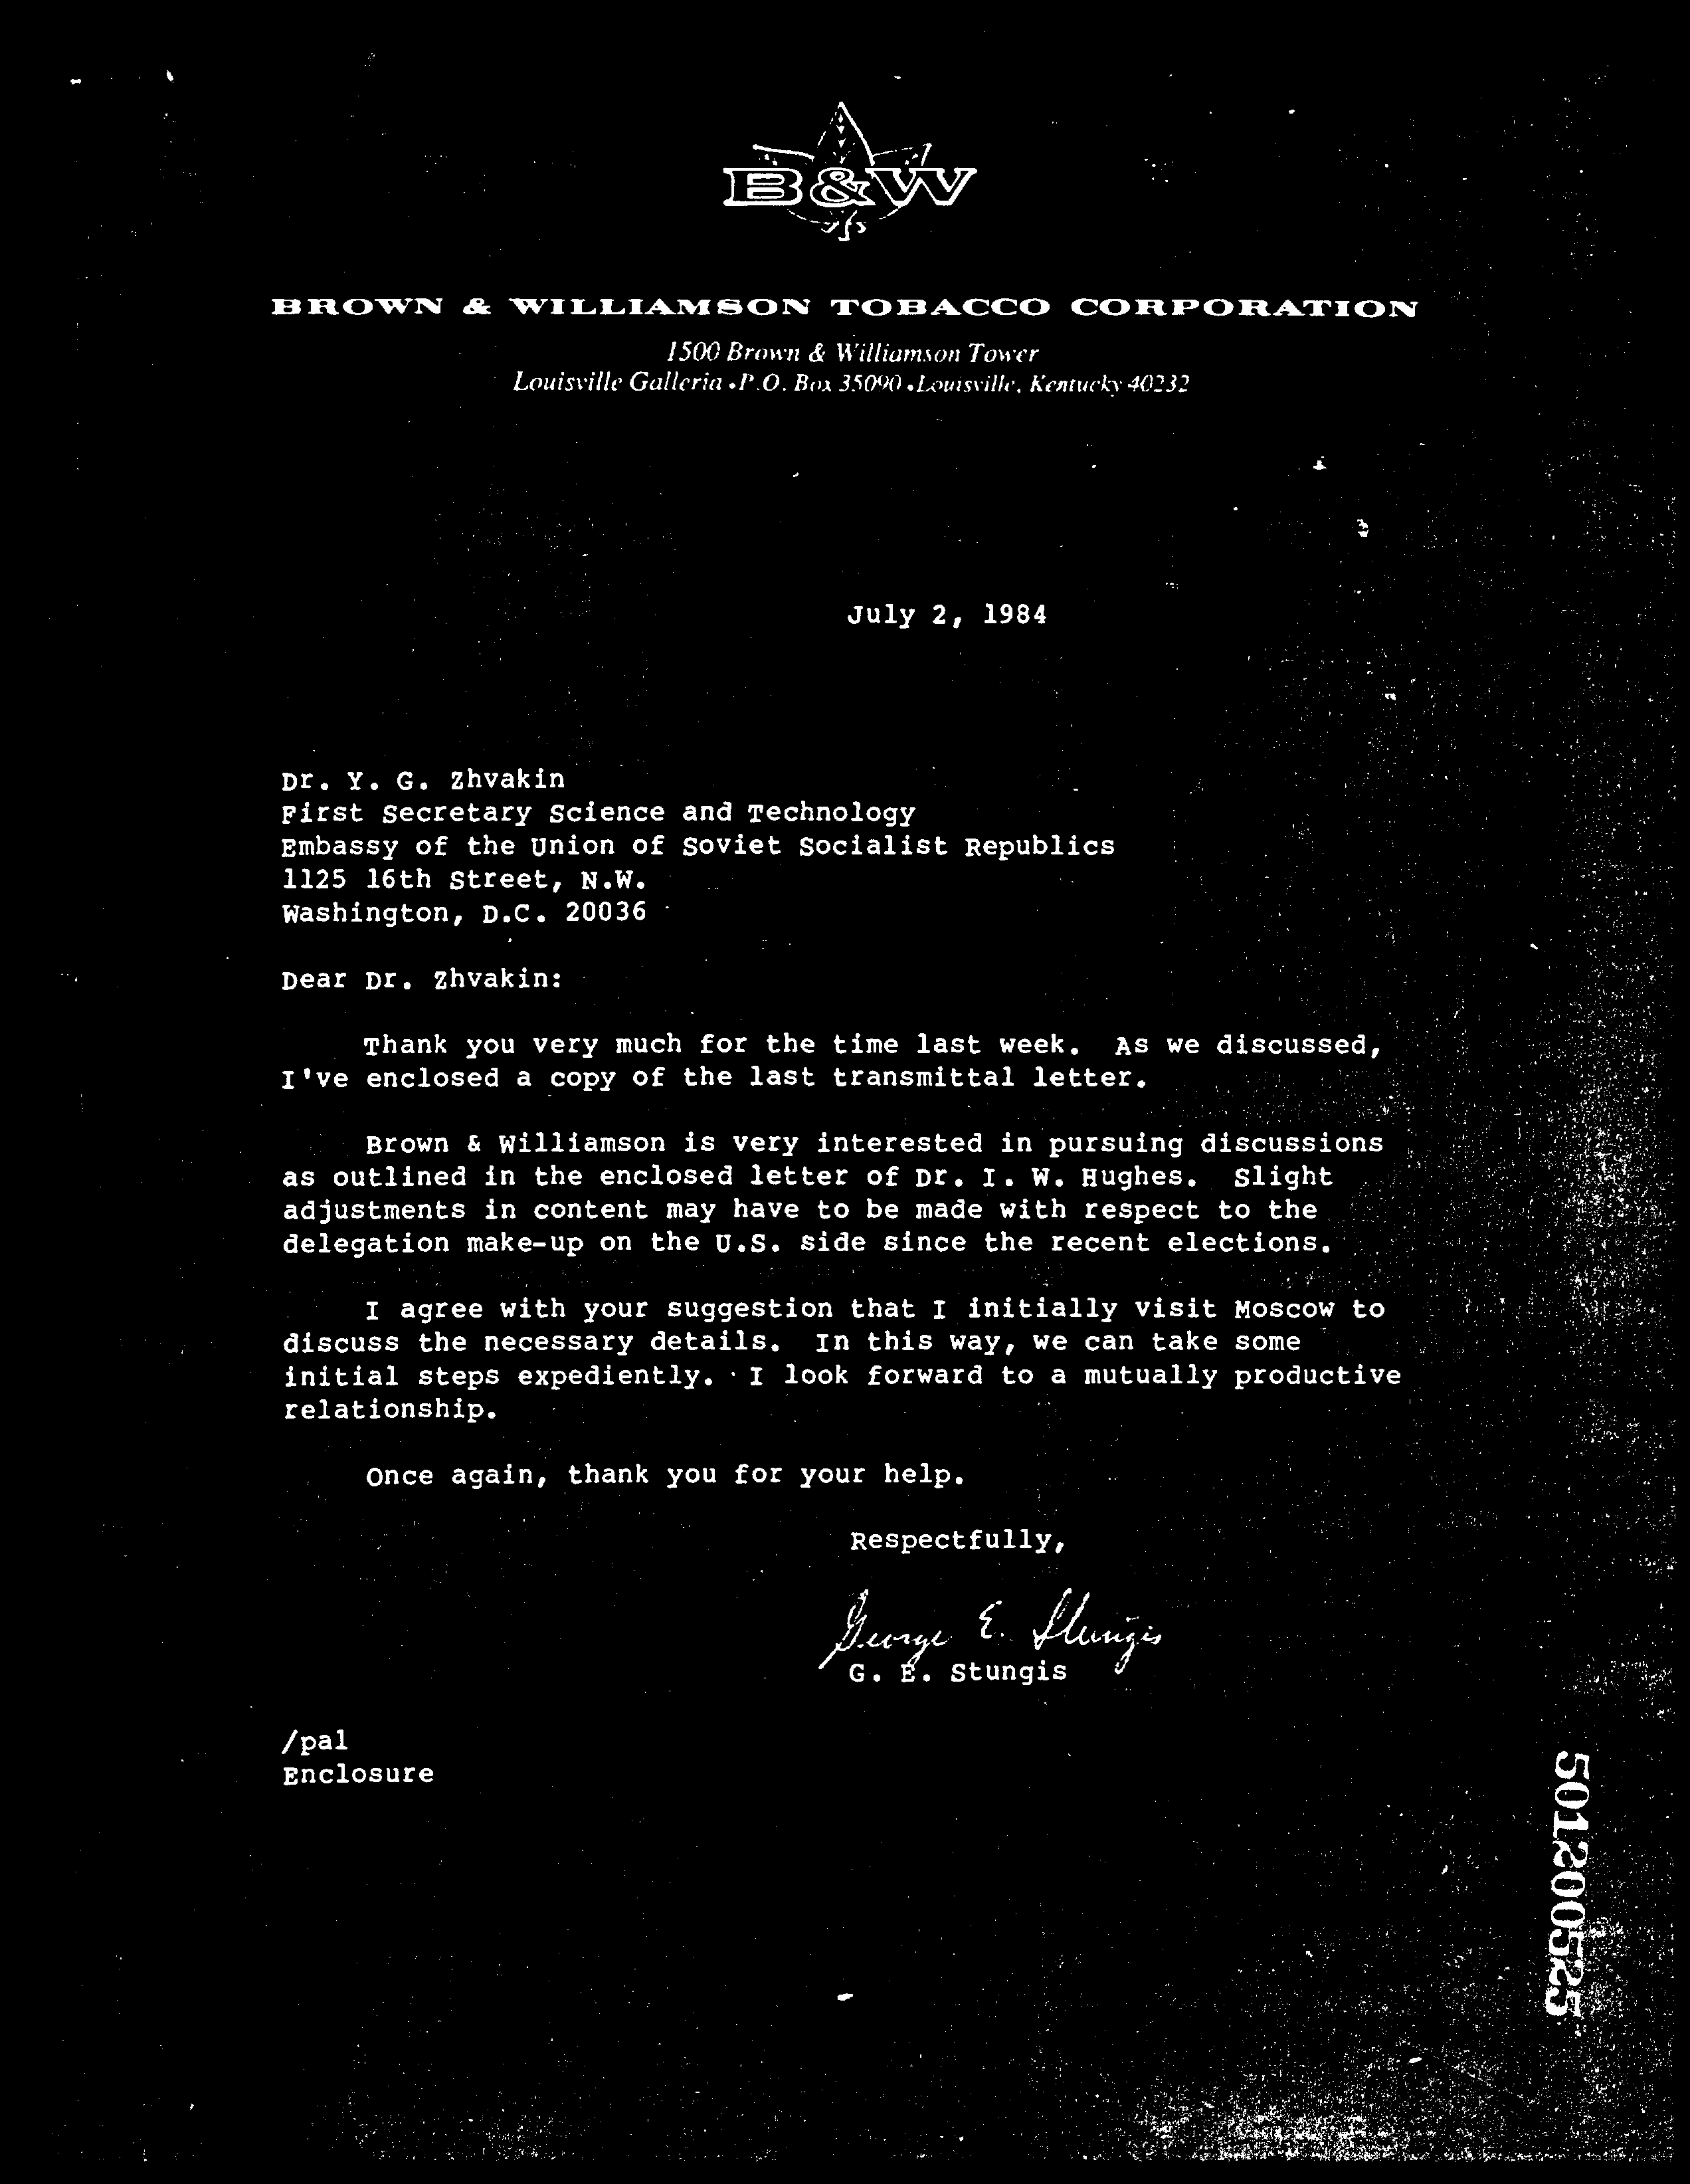 B&W
BROWN & WILLIAMSON TOBACCO CORPORATION
1500 Brown & Williamson Tower
Louisville Galleria • P.O. Box 35090 • Louisville, Kentucky 40232
July 2, 1984
Dr. Y. G. Zhvakin
First Secretary Science and Technology
Embassy of the Union of Soviet Socialist Republics
1125 16th Street, N.W.
Washington, D.C. 20036
Dear Dr. Zhvakin:
Thank you very much for the time last week. As we discussed,
I've enclosed a copy of the last transmittal letter.
Brown & Williamson is very interested in pursuing discussions
as outlined in the enclosed letter of Dr. I. W. Hughes. Slight
adjustments in content may have to be made with respect to the
delegation make-up on the U.S. side since the recent elections.
I agree with your suggestion that I initially visit Moscow to
discuss the necessary details. In this way, we can take some
initial steps expediently. I look forward to a mutually productive
relationship.
Once again, thank you for your help.
Respectfully,
George E. Stungis
G. E. Stungis
/pal
Enclosure
501200525